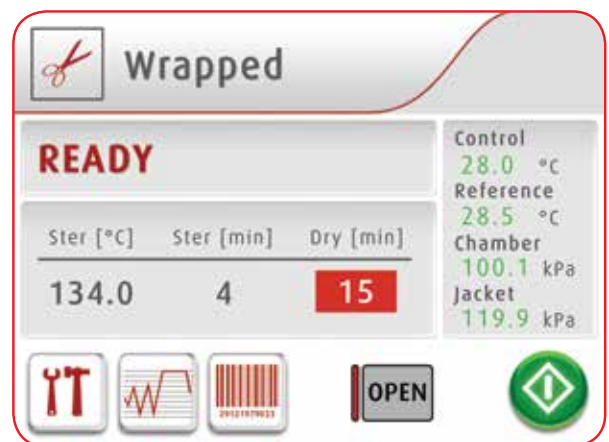 Wrapped
READY
Ster [°C] Ster [min] Dry [min]
134.0 4 15
Control
28.0 °C
Reference
28.5 °C
Chamber
100.1 kPa
Jacket
119.9 kPa
OPEN